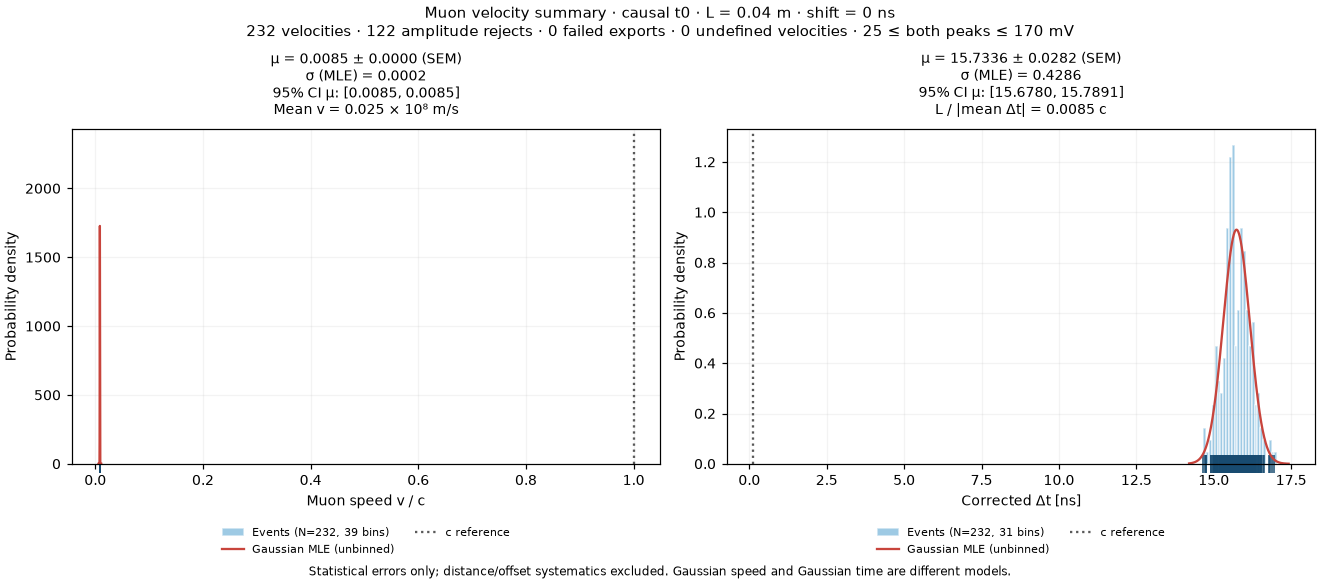 Muon velocity summary · causal t0 · L = 0.04 m · shift = 0 ns
232 velocities · 122 amplitude rejects · 0 failed exports · 0 undefined velocities · 25 ≤ both peaks ≤ 170 mV
μ = 0.0085 ± 0.0000 (SEM)
σ (MLE) = 0.0002
95% CI μ: [0.0085, 0.0085]
Mean v = 0.025 × 10⁸ m/s
Probability density
2000
1500
1000
500
0
0.0
0.2
0.4
0.6
0.8
1.0
Muon speed v / c
Events (N=232, 39 bins)
c reference
Gaussian MLE (unbinned)
μ = 15.7336 ± 0.0282 (SEM)
σ (MLE) = 0.4286
95% CI μ: [15.6780, 15.7891]
L / |mean Δt| = 0.0085 c
Probability density
1.2
1.0
0.8
0.6
0.4
0.2
0.0
0.0
2.5
5.0
7.5
10.0
12.5
15.0
17.5
Corrected Δt [ns]
Events (N=232, 31 bins)
c reference
Gaussian MLE (unbinned)
Statistical errors only; distance/offset systematics excluded. Gaussian speed and Gaussian time are different models.